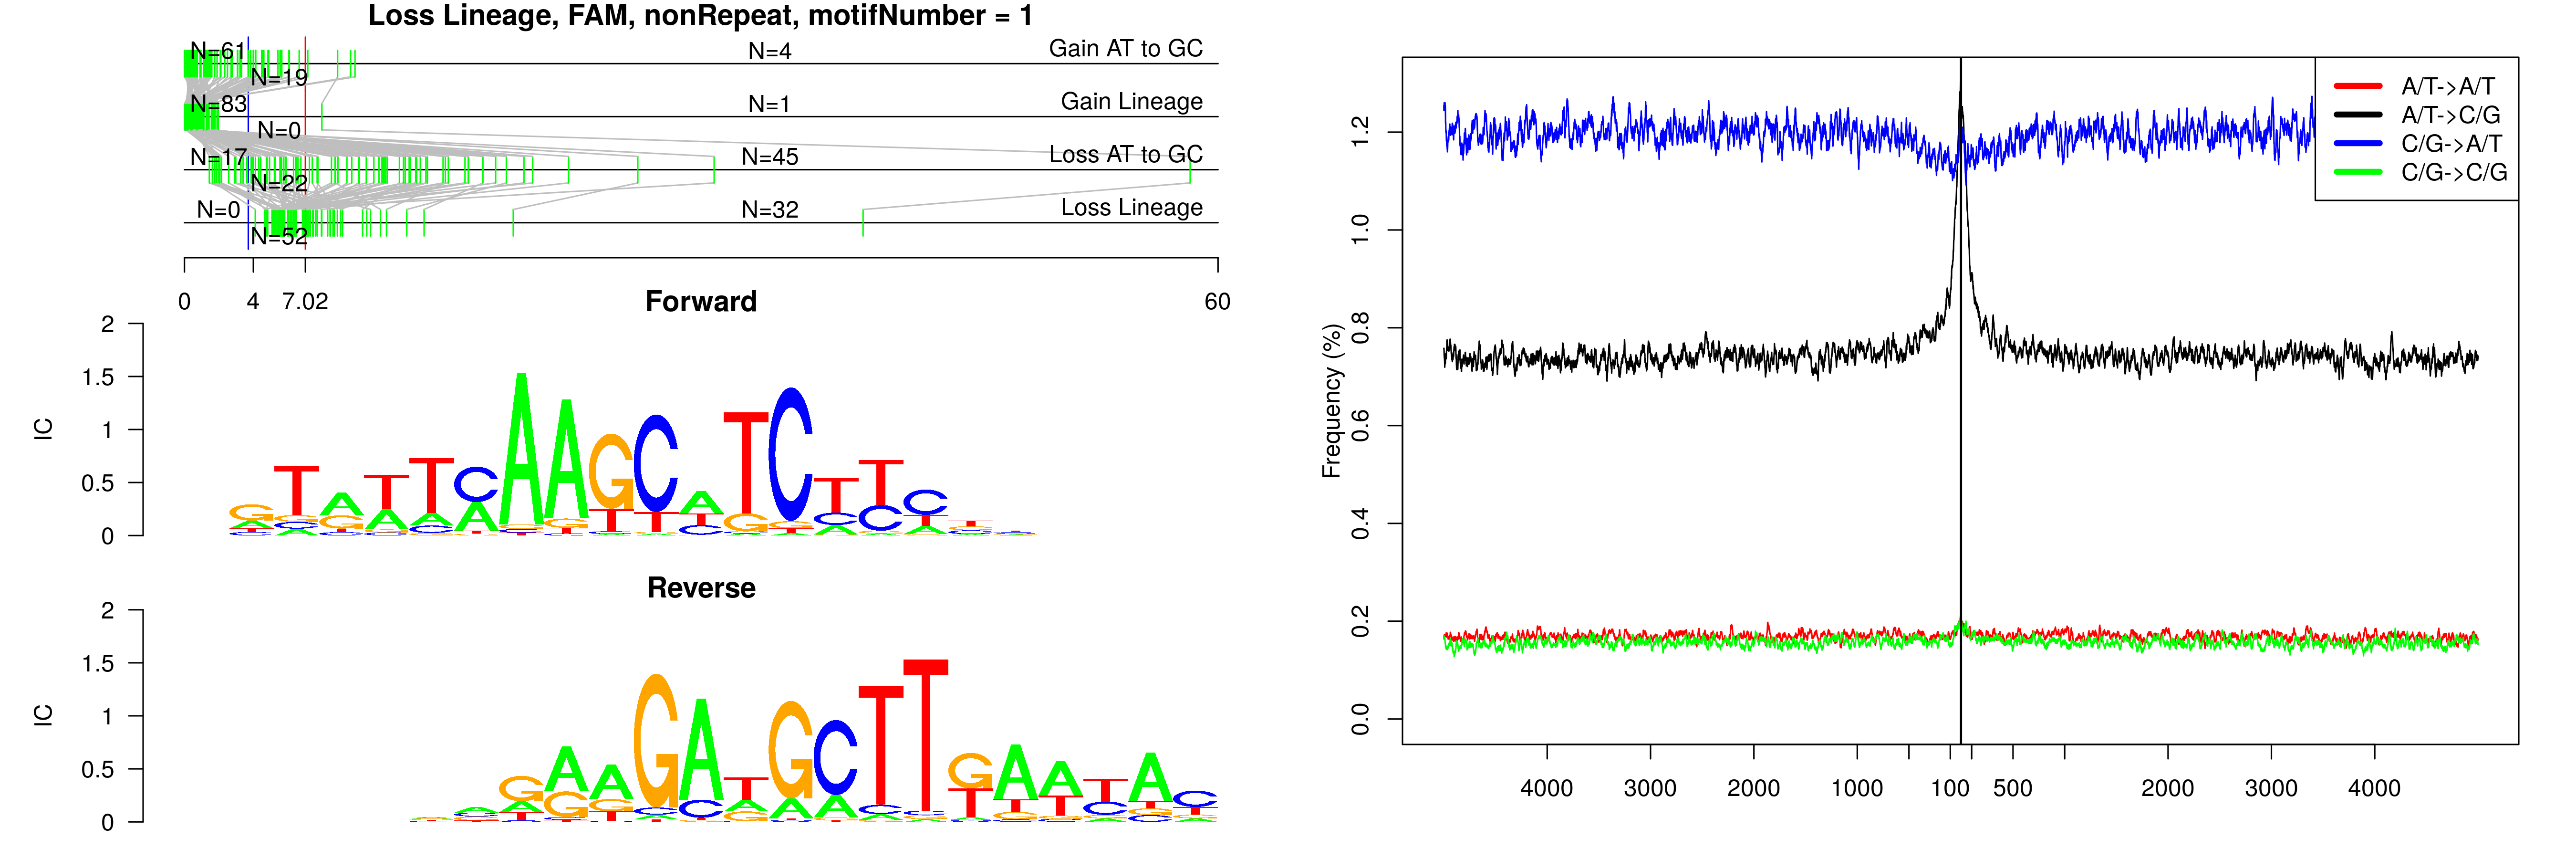 Loss Lineage, FAM, nonRepeat, motifNumber = 1
N=61 N=4 Gain AT to GC
N=19
N=83 N=1 Gain Lineage
N=0
N=17 N=45 Loss AT to GC
N=22
N=0 N=32 Loss Lineage
N=52
0 4 7.02 60
Forward
IC
2
1.5
1
0.5
0
Reverse
IC
2
1.5
1
0.5
0
Frequency (%)
1.2
1.0
0.8
0.6
0.4
0.2
0.0
4000 3000 2000 1000 100 500 2000 3000 4000
A/T->A/T
A/T->C/G
C/G->A/T
C/G->C/G